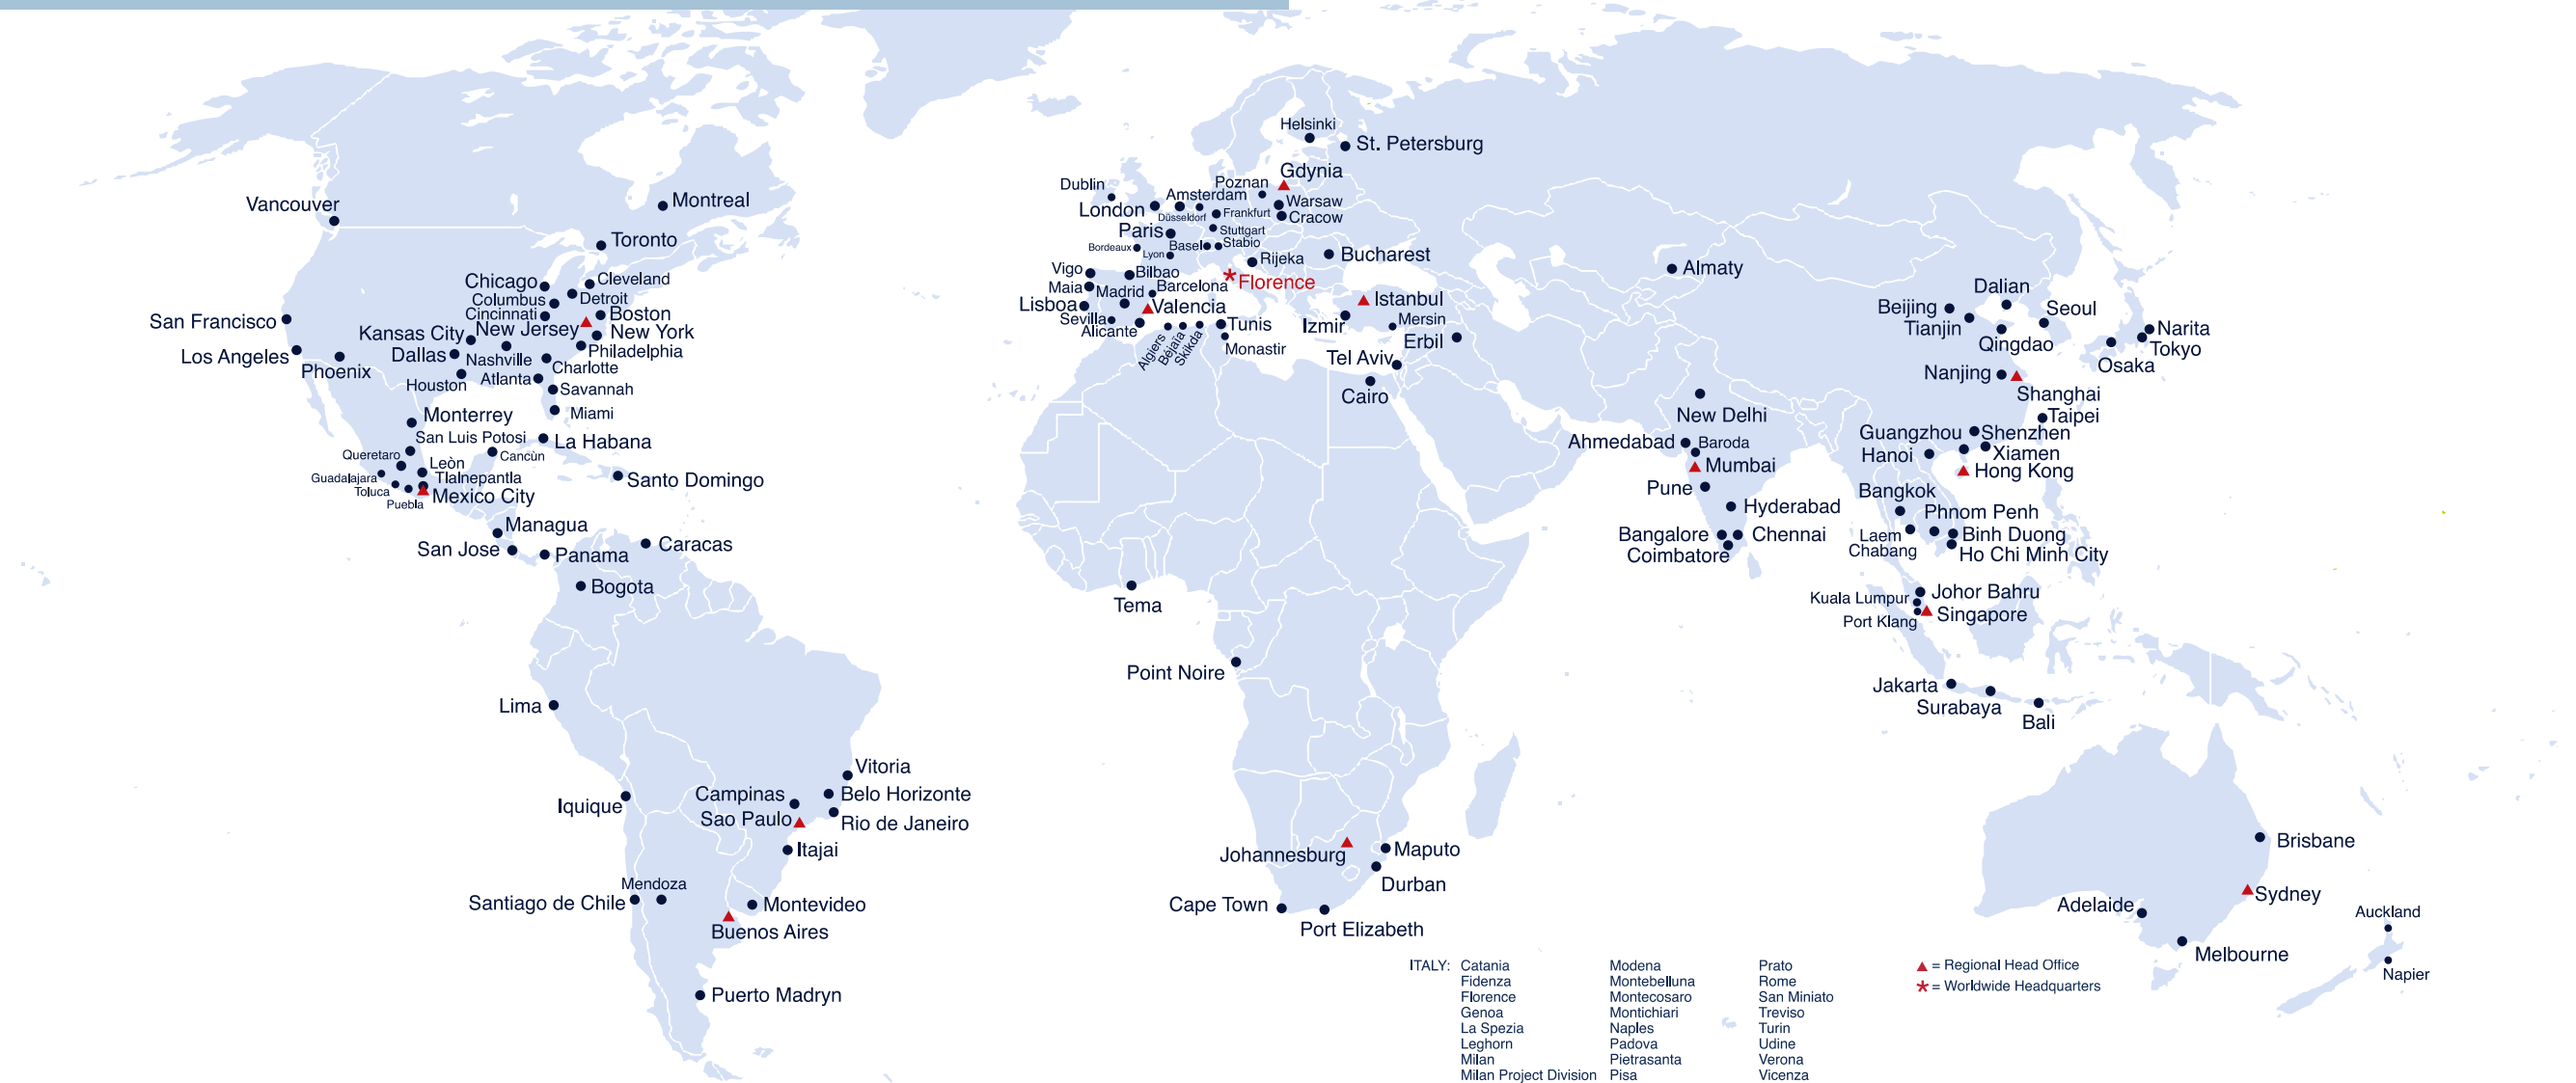 Helsinki
St. Petersburg
Gdynia
Dublin
Poznan
Amsterdam
Warsaw
London
Düsseldorf
Frankfurt
Cracow
Paris
Stuttgart
Bordeaux
Basel
Stabio
Lyon
Bucharest
Rijeka
Vigo
Bilbao
Florence
Maia
Madrid
Barcelona
Lisboa
Valencia
Sevilla
Alicante
Algiers
Béjaïa
Skikda
Tunis
Monastir
Istanbul
Izmir
Mersin
Erbil
Tel Aviv
Cairo
Almaty
Vancouver
Montreal
Toronto
Chicago
Cleveland
Columbus
Detroit
Cincinnati
Boston
San Francisco
Kansas City
New Jersey
New York
Los Angeles
Dallas
Nashville
Philadelphia
Phoenix
Charlotte
Houston
Atlanta
Savannah
Miami
Monterrey
San Luis Potosi
La Habana
Queretaro
Cancùn
Leòn
Guadalajara
Tlalnepantla
Santo Domingo
Toluca
Mexico City
Puebla
Managua
San Jose
Panama
Caracas
Bogota
Lima
Vitoria
Campinas
Belo Horizonte
Iquique
Sao Paulo
Rio de Janeiro
Itajai
Mendoza
Santiago de Chile
Montevideo
Buenos Aires
Puerto Madryn
Tema
Point Noire
Johannesburg
Maputo
Durban
Cape Town
Port Elizabeth
Dalian
Beijing
Seoul
Tianjin
Narita
Qingdao
Tokyo
Osaka
Nanjing
Shanghai
New Delhi
Taipei
Ahmedabad
Baroda
Guangzhou
Shenzhen
Hanoi
Xiamen
Mumbai
Hong Kong
Pune
Bangkok
Hyderabad
Phnom Penh
Bangalore
Chennai
Laem
Chabang
Binh Duong
Coimbatore
Ho Chi Minh City
Johor Bahru
Kuala Lumpur
Singapore
Port Klang
Jakarta
Surabaya
Bali
Brisbane
Sydney
Adelaide
Auckland
Melbourne
Napier
ITALY: Catania
Fidenza
Florence
Genoa
La Spezia
Leghorn
Milan
Milan Project Division
Modena
Montebelluna
Montecosaro
Montichiari
Naples
Padova
Pietrasanta
Pisa
Prato
Rome
San Miniato
Treviso
Turin
Udine
Verona
Vicenza
= Regional Head Office
= Worldwide Headquarters